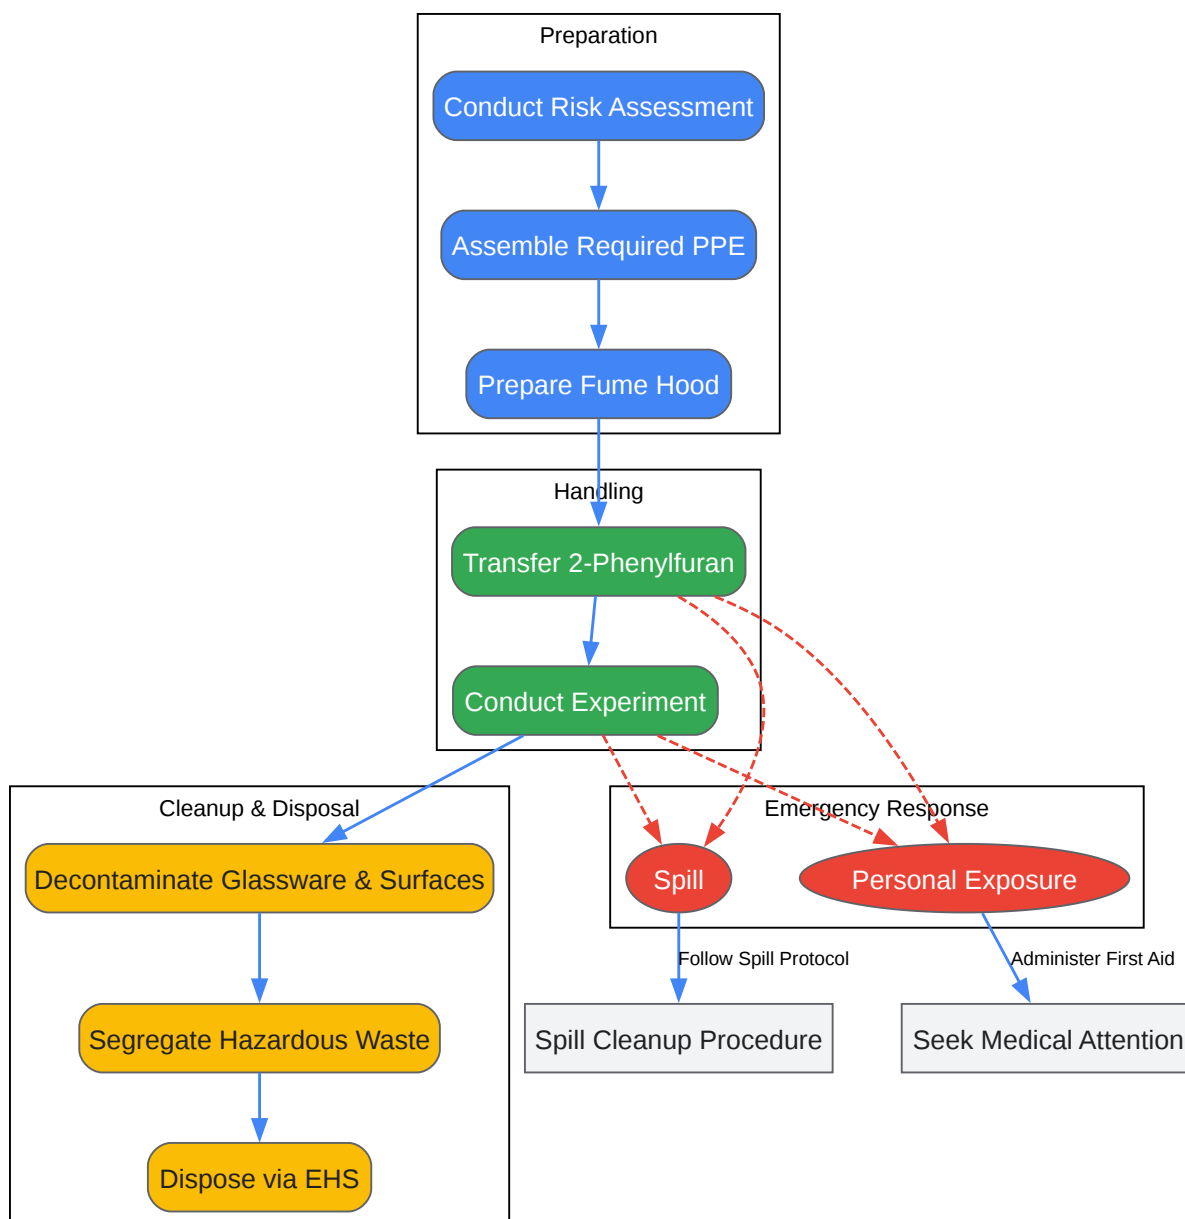 Preparation
Conduct Risk Assessment
Assemble Required PPE
Prepare Fume Hood
Handling
Transfer 2-Phenylfuran
Conduct Experiment
Cleanup & Disposal
Decontaminate Glassware & Surfaces
Segregate Hazardous Waste
Dispose via EHS
Emergency Response
Spill
Personal Exposure
Follow Spill Protocol
Administer First Aid
Spill Cleanup Procedure
Seek Medical Attention